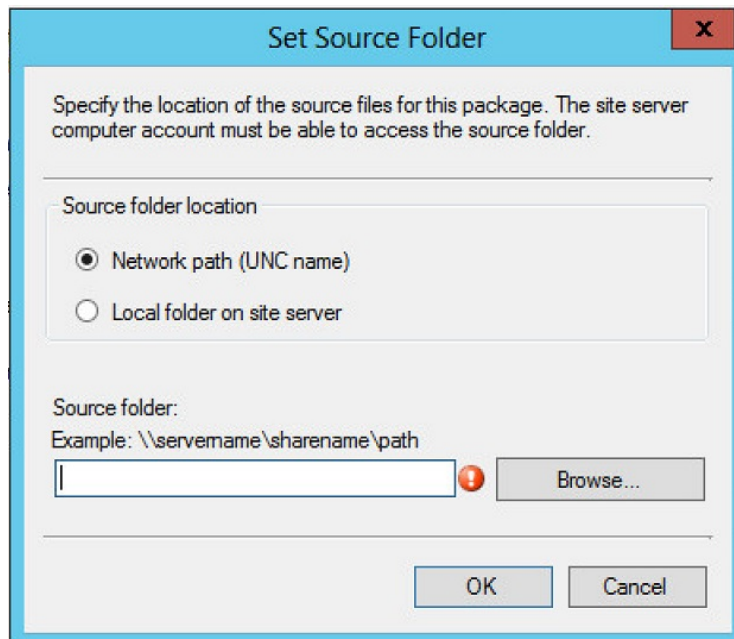 Set Source Folder
x
Specify the location of the source files for this package. The site server
computer account must be able to access the source folder.
Source folder location
Network path (UNC name)
Local folder on site server
Source folder:
Example: \\servername\sharename\path
Browse...
OK
Cancel